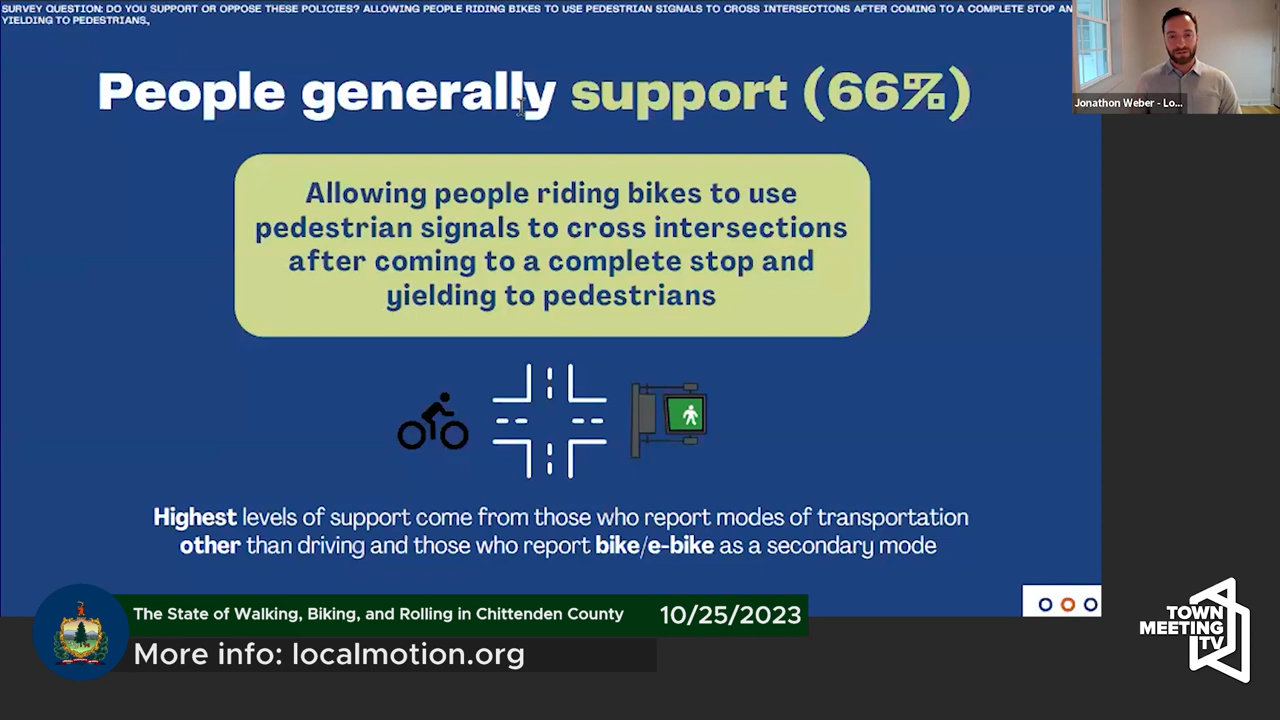 SURVEY QUESTION: DO YOU SUPPORT OR OPPOSE THESE POLICIES? ALLOWING PEOPLE RIDING BIKES TO USE PEDESTRIAN SIGNALS TO CROSS INTERSECTIONS AFTER COMING TO A COMPLETE STOP AN
YIELDING TO PEDESTRIANS,
People generally support (66%)
Jonathon Weber - Lo...
Allowing people riding bikes to use
pedestrian signals to cross intersections
after coming to a complete stop and
yielding to pedestrians
Highest levels of support come from those who report modes of transportation
other than driving and those who report bike/e-bike as a secondary mode
The State of Walking, Biking, and Rolling in Chittenden County 10/25/2023
More info: localmotion.org
TOWN
MEETING
TV